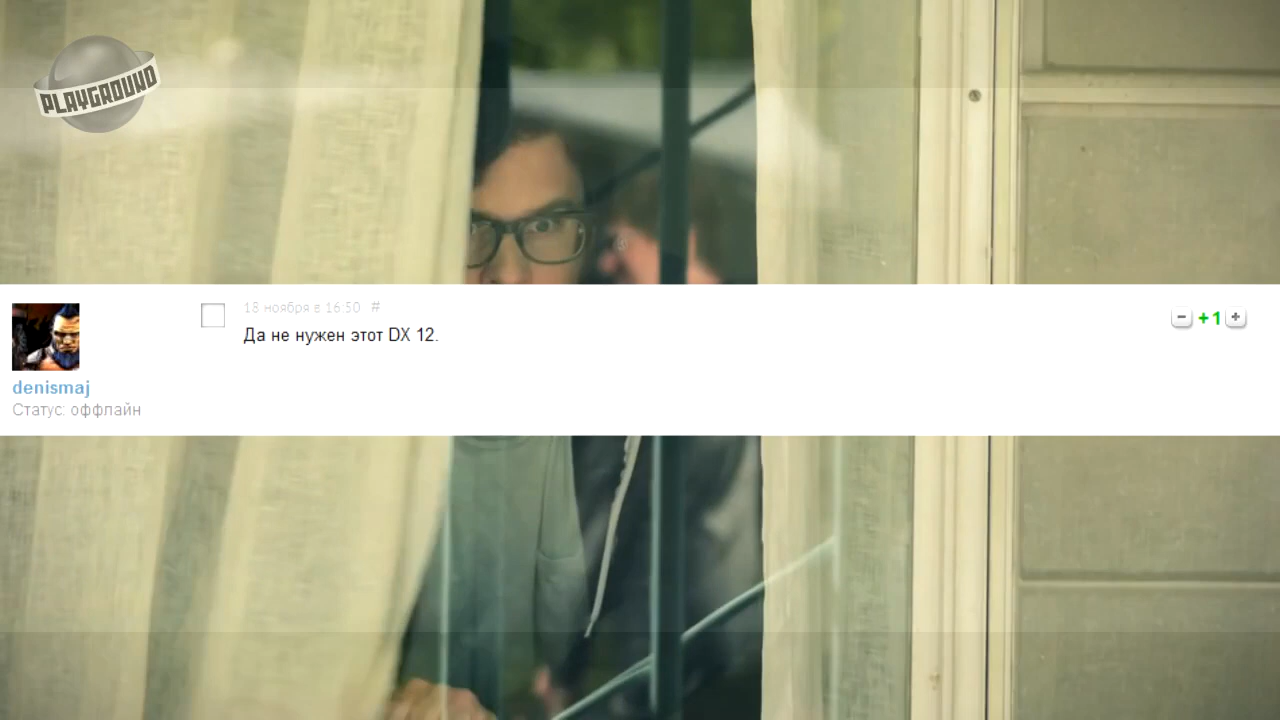 PLAYGROUND
18 ноября в 16:50 #
Да не нужен этот DX 12.
+1
denismaj
Статус: оффлайн